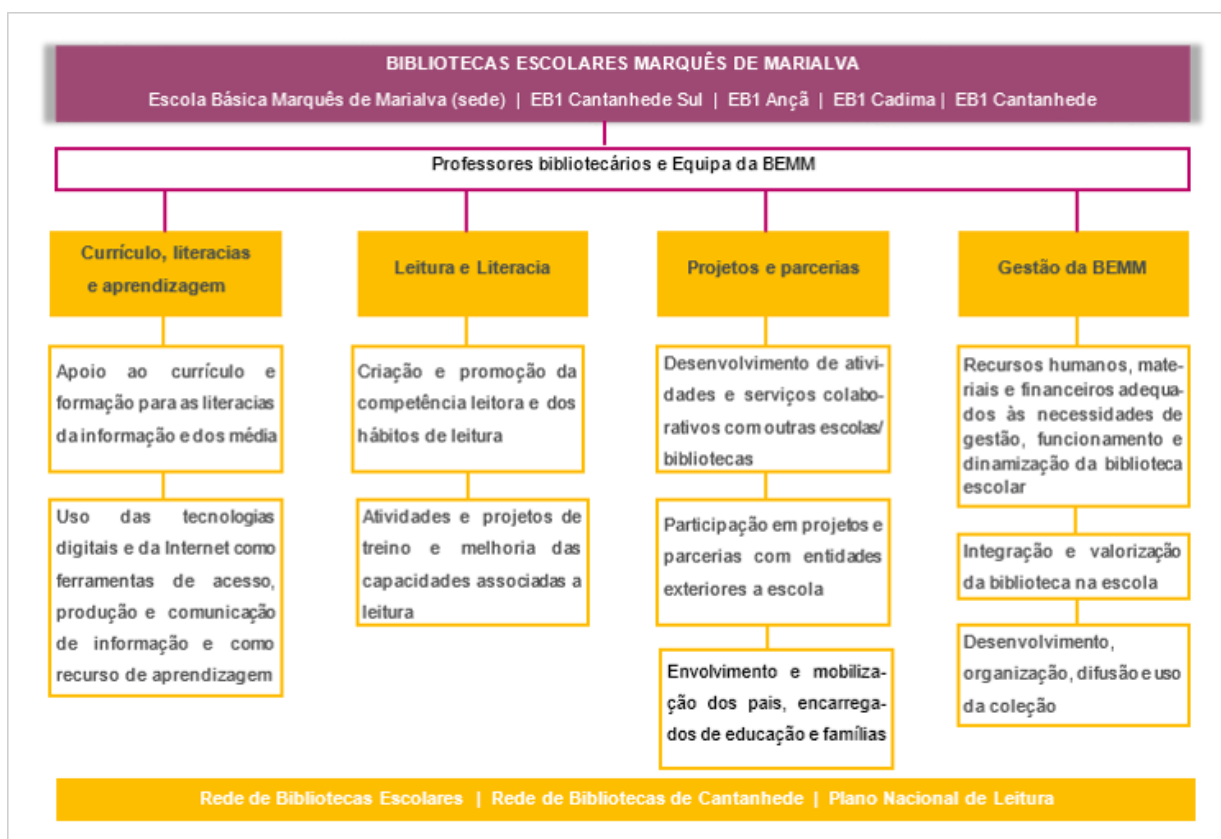 BIBLIOTECAS ESCOLARES MARQUÊS DE MARIALVA
Escola Básica Marquês de Marialva (sede) | EB1 Cantanhede Sul | EB1 Ançã | EB1 Cadima | EB1 Cantanhede
Professores bibliotecários e Equipa da BEMM
Currículo, literacias
e aprendizagem
Apoio ao currículo e
formação para as literacias
da informação e dos média
Uso das tecnologias
digitais e da Internet como
ferramentas de acesso,
produção e comunicação
de informação e como
recurso de aprendizagem
Leitura e Literacia
Criação e promoção da
competência leitora e dos
hábitos de leitura
Atividades e projetos de
treino e melhoria das
capacidades associadas a
leitura
Projetos e parcerias
Desenvolvimento de ativi-
dades e serviços colabo-
rativos com outras escolas/
bibliotecas
Participação em projetos e
parcerias com entidades
exteriores a escola
Envolvimento e mobiliza-
ção dos pais, encarrega-
dos de educação e famílias
Gestão da BEMM
Recursos humanos, mate-
riais e financeiros adequa-
dos às necessidades de
gestão, funcionamento e
dinamização da biblioteca
escolar
Integração e valorização
da biblioteca na escola
Desenvolvimento,
organização, difusão e uso
da coleção
Rede de Bibliotecas Escolares | Rede de Bibliotecas de Cantanhede | Plano Nacional de Leitura